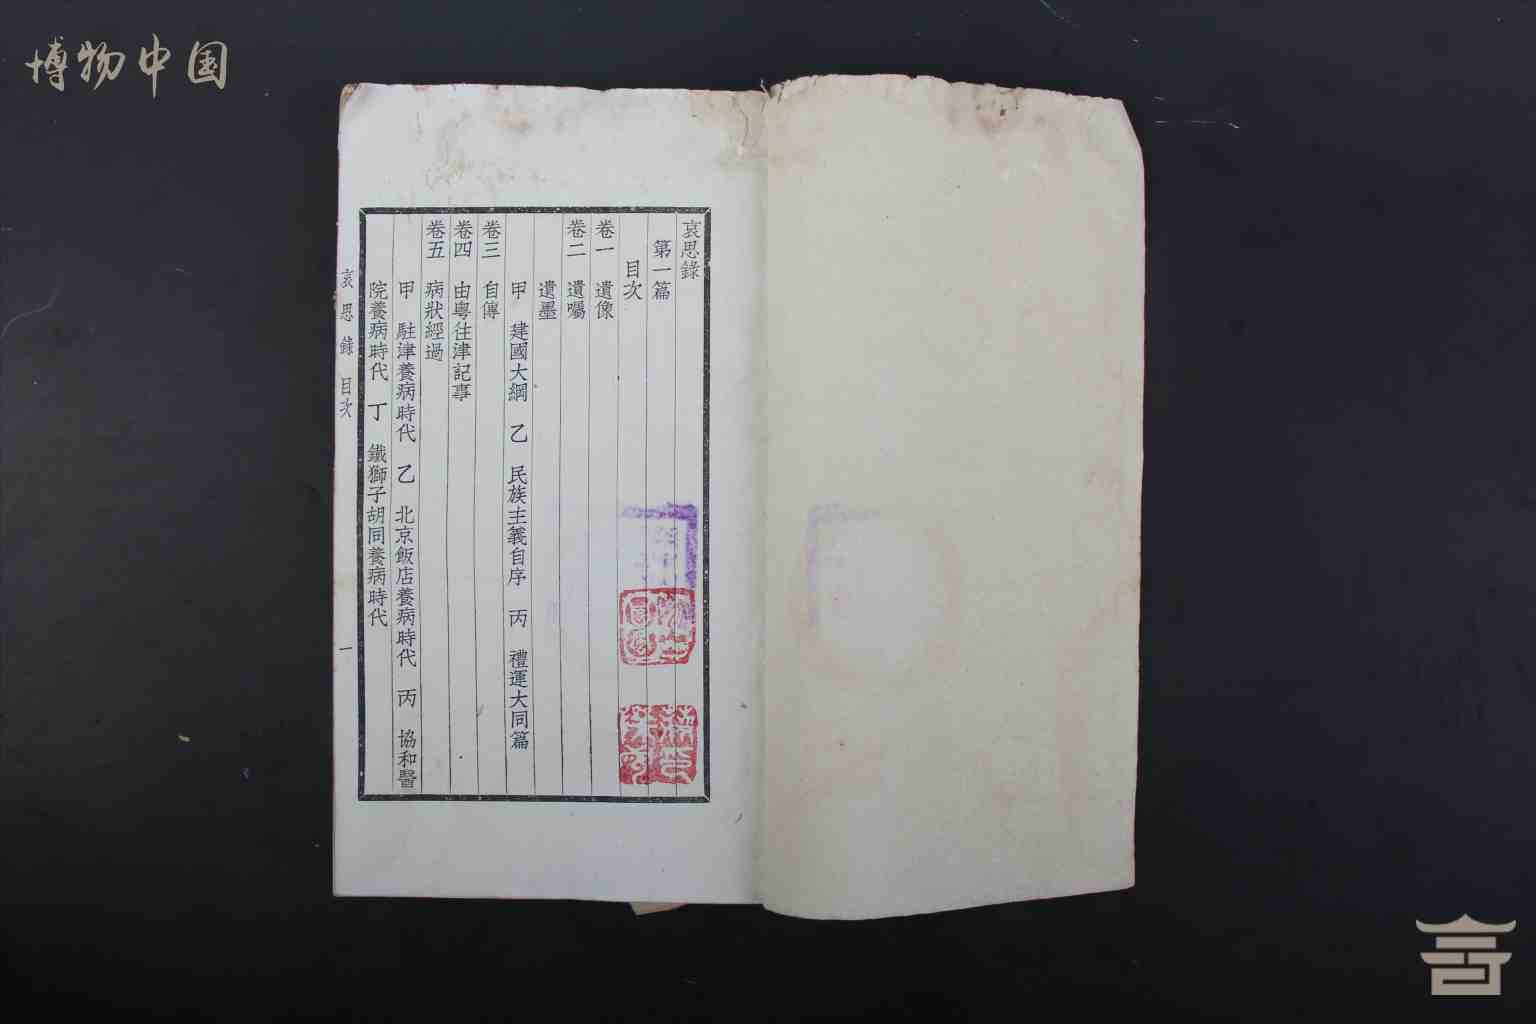 博物中国
哀思錄
第一篇
目次
卷一 遺像
卷二 遺囑
遺墨
甲 建國大綱 乙 民族主義自序 丙 禮運大同篇
卷三 自傳
卷四 由粵往津記事
卷五 病狀經過
甲 駐津養病時代 乙 北京飯店養病時代 丙 協和醫
院養病時代 丁 鐵獅子胡同養病時代
哀思錄 目次 一